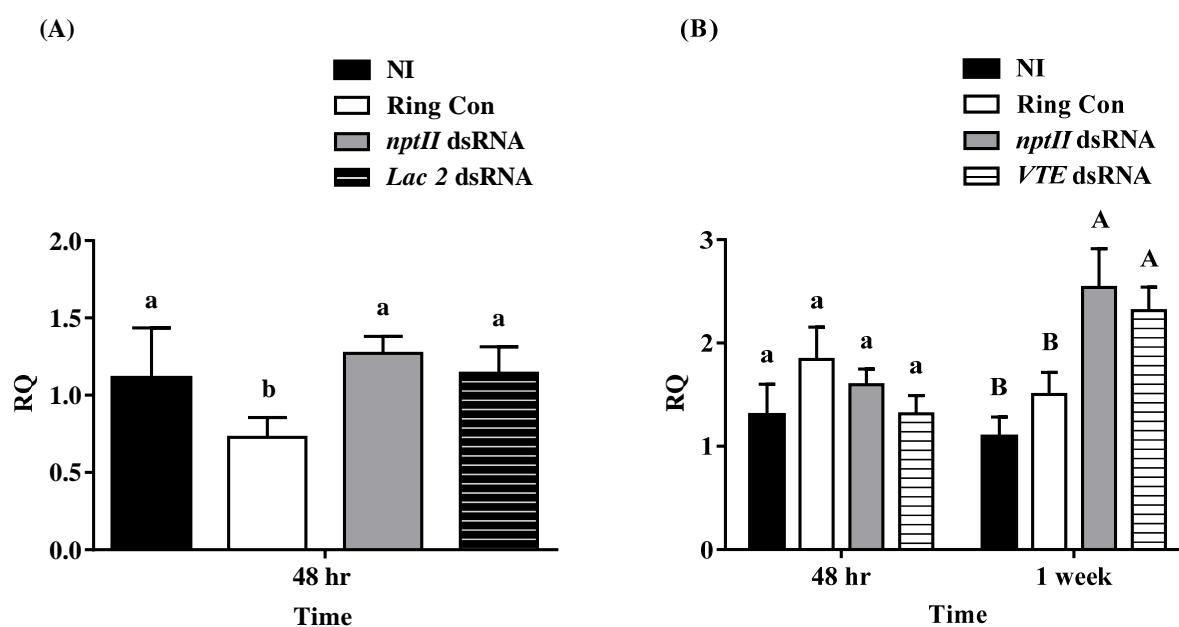 (A)
NI
Ring Con
nptII dsRNA
Lac 2 dsRNA
2.0
1.5
1.0
0.5
0.0
RQ
a
b
a
a
48 hr
Time
(B)
NI
Ring Con
nptII dsRNA
VTE dsRNA
3
2
1
0
RQ
a
a
a
a
B
B
A
A
48 hr
1 week
Time